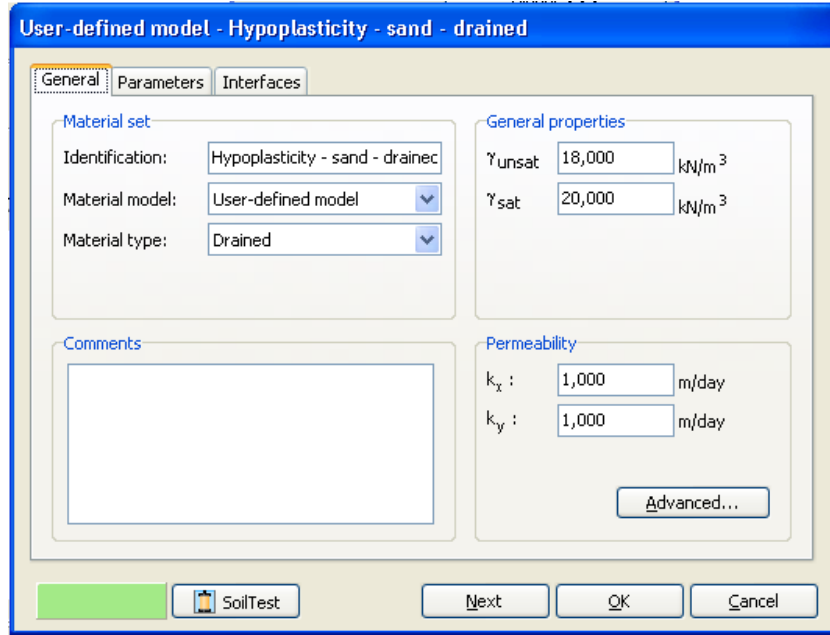 User-defined model - Hypoplasticity - sand - drained
General Parameters Interfaces
Material set
Identification: Hypoplasticity - sand - drained
Material model: User-defined model
Material type: Drained
General properties
γunsat 18,000 kN/m³
γsat 20,000 kN/m³
Comments
Permeability
kx : 1,000 m/day
ky : 1,000 m/day
Advanced...
SoilTest Next OK Cancel